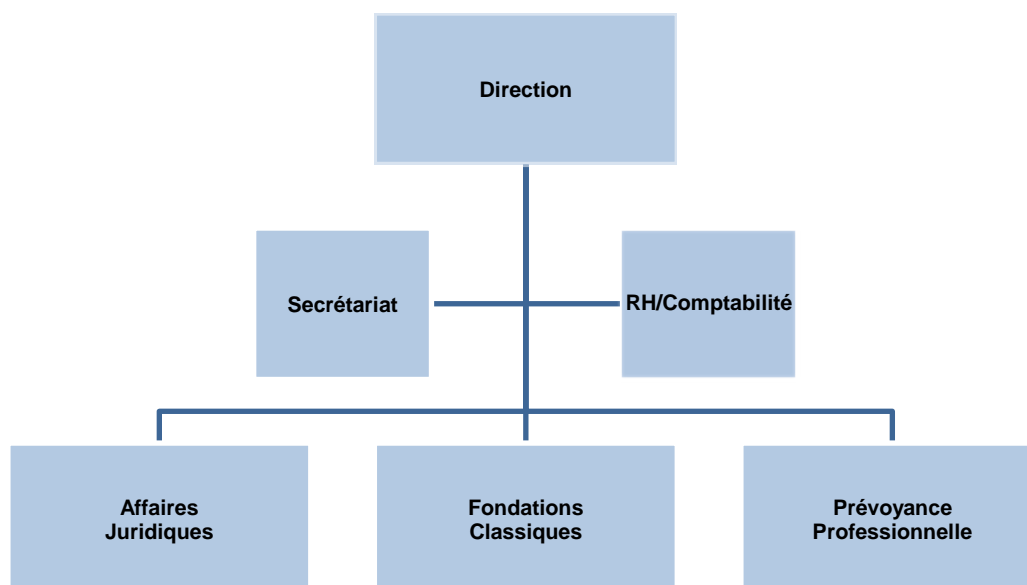 Direction
Secrétariat
RH/Comptabilité
Affaires
Juridiques
Fondations
Classiques
Prévoyance
Professionnelle